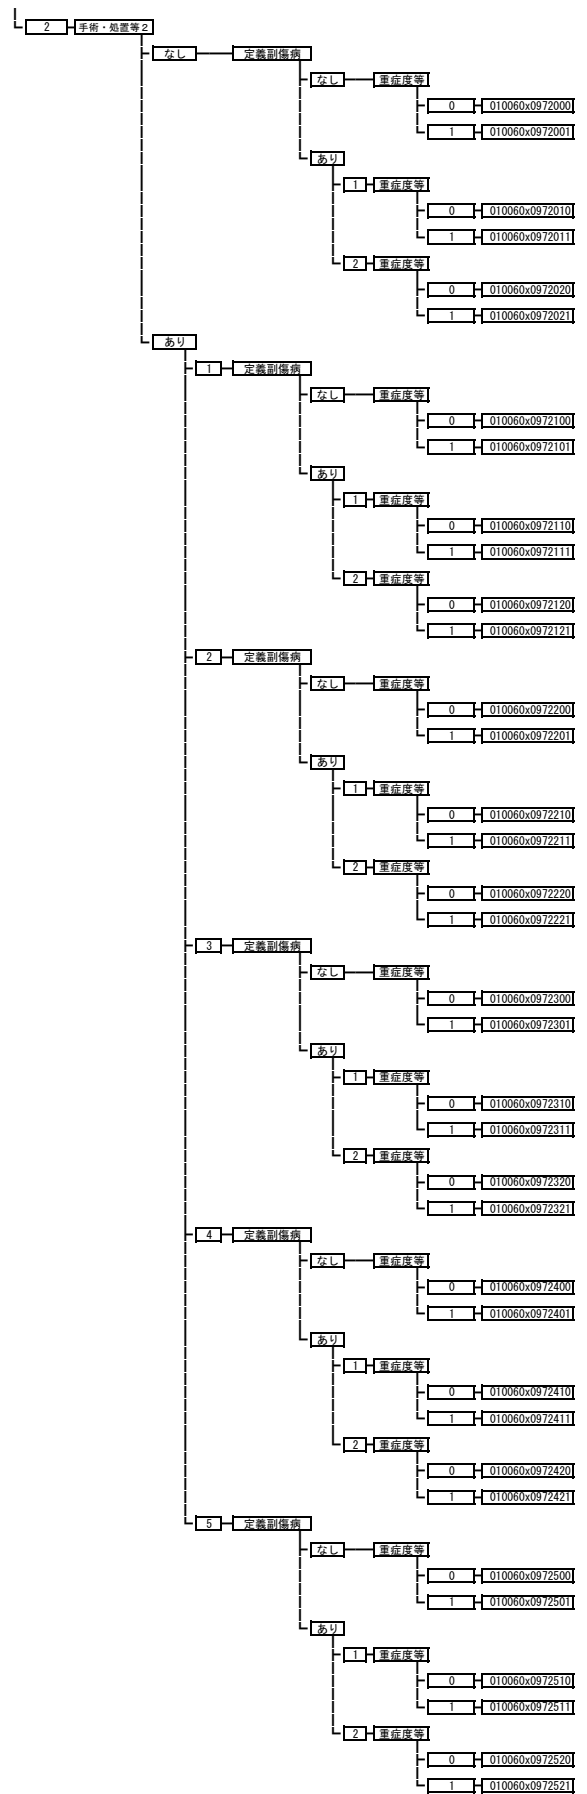 2 手術・処置等２
なし 定義副傷病
なし 重症度等
0 010060x0972000
1 010060x0972001
あり
1 重症度等
0 010060x0972010
1 010060x0972011
2 重症度等
0 010060x0972020
1 010060x0972021
あり
1 定義副傷病
なし 重症度等
0 010060x0972100
1 010060x0972101
あり
1 重症度等
0 010060x0972110
1 010060x0972111
2 重症度等
0 010060x0972120
1 010060x0972121
2 定義副傷病
なし 重症度等
0 010060x0972200
1 010060x0972201
あり
1 重症度等
0 010060x0972210
1 010060x0972211
2 重症度等
0 010060x0972220
1 010060x0972221
3 定義副傷病
なし 重症度等
0 010060x0972300
1 010060x0972301
あり
1 重症度等
0 010060x0972310
1 010060x0972311
2 重症度等
0 010060x0972320
1 010060x0972321
4 定義副傷病
なし 重症度等
0 010060x0972400
1 010060x0972401
あり
1 重症度等
0 010060x0972410
1 010060x0972411
2 重症度等
0 010060x0972420
1 010060x0972421
5 定義副傷病
なし 重症度等
0 010060x0972500
1 010060x0972501
あり
1 重症度等
0 010060x0972510
1 010060x0972511
2 重症度等
0 010060x0972520
1 010060x0972521